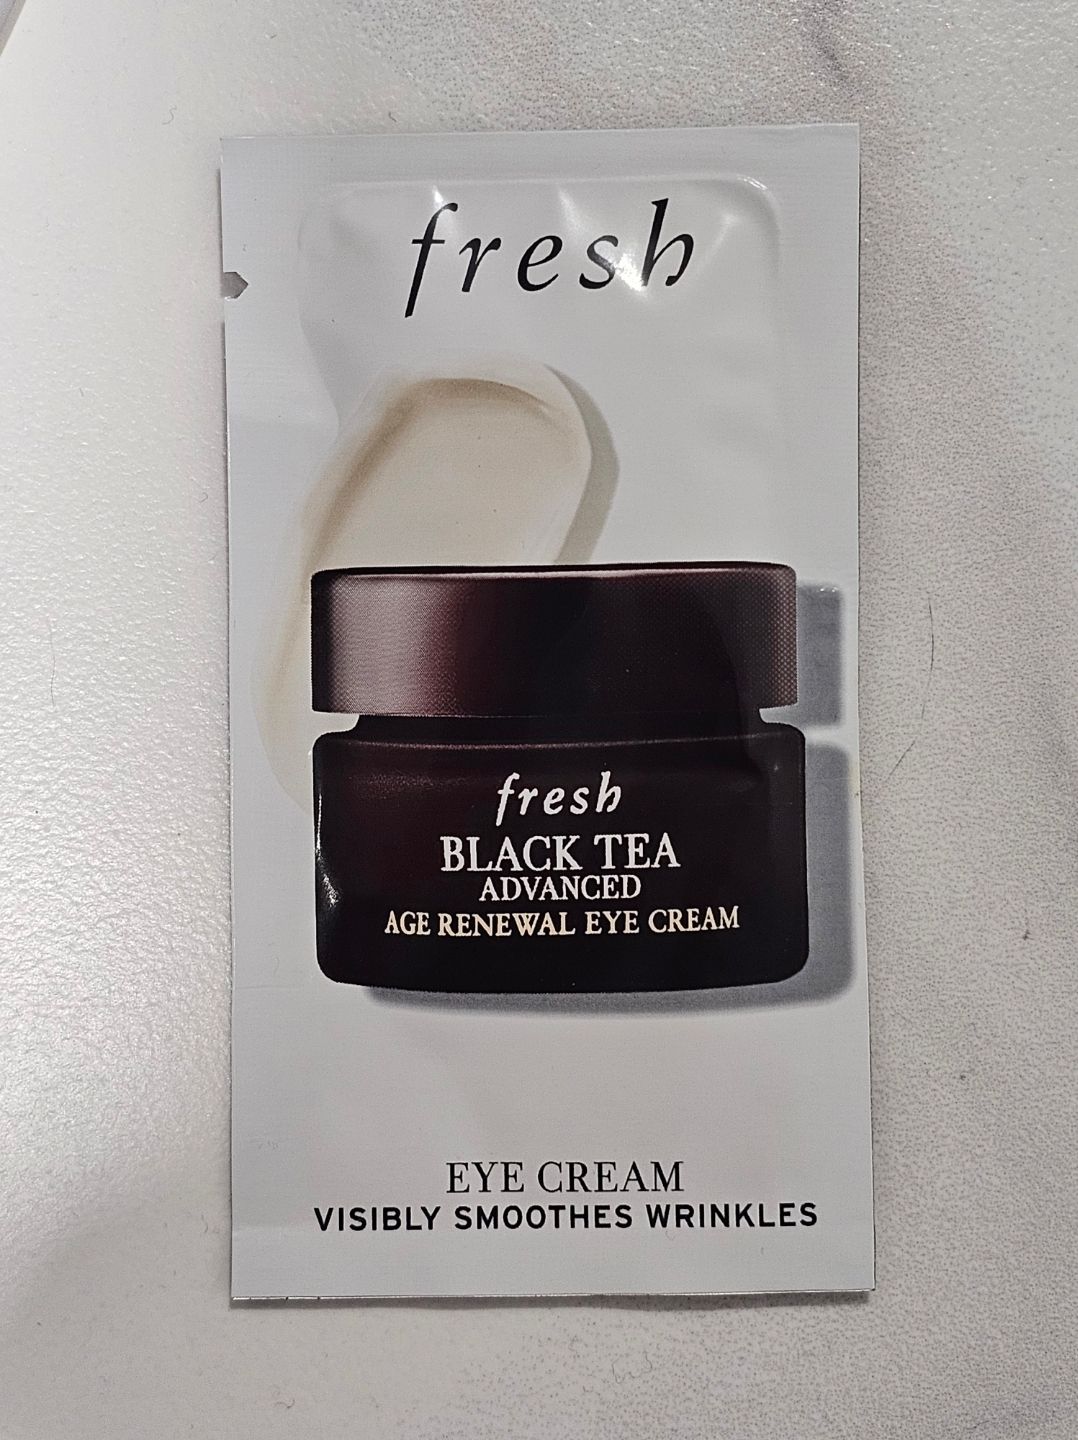 fresh
fresh
BLACK TEA
ADVANCED
AGE RENEWAL EYE CREAM
EYE CREAM
VISIBLY SMOOTHES WRINKLES